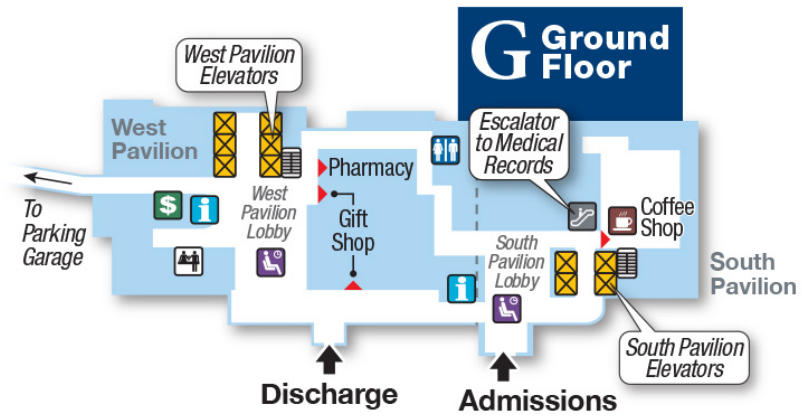 G Ground
Floor
West Pavilion
Elevators
Escalator
to Medical
Records
West
Pavilion
Pharmacy
To
Parking
Garage
$
i
West
Pavilion
Lobby
Gift
Shop
Coffee
Shop
South
Pavilion
Lobby
i
South
Pavilion
South Pavilion
Elevators
Discharge
Admissions